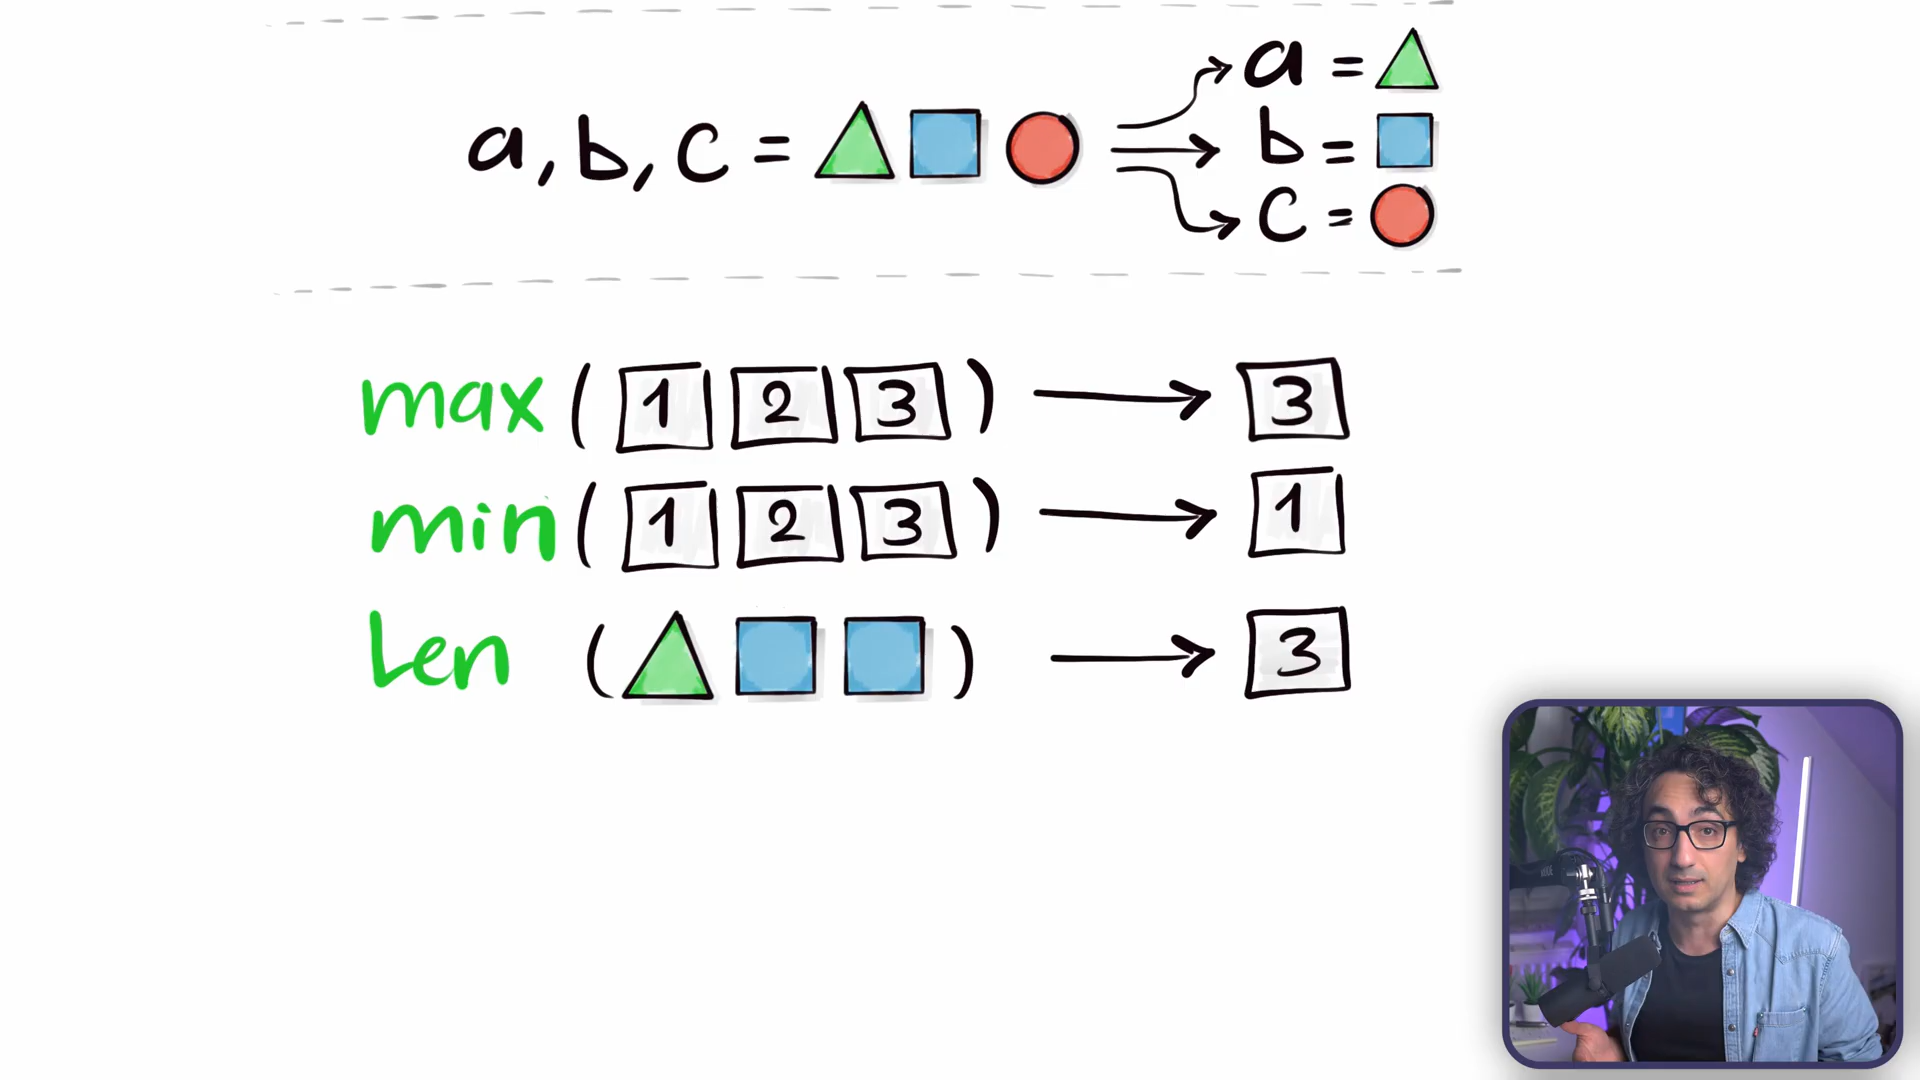 a =
a, b, c =
b =
c =
max ( 1 2 3 ) 3
min ( 1 2 3 ) 1
Len ( ) 3